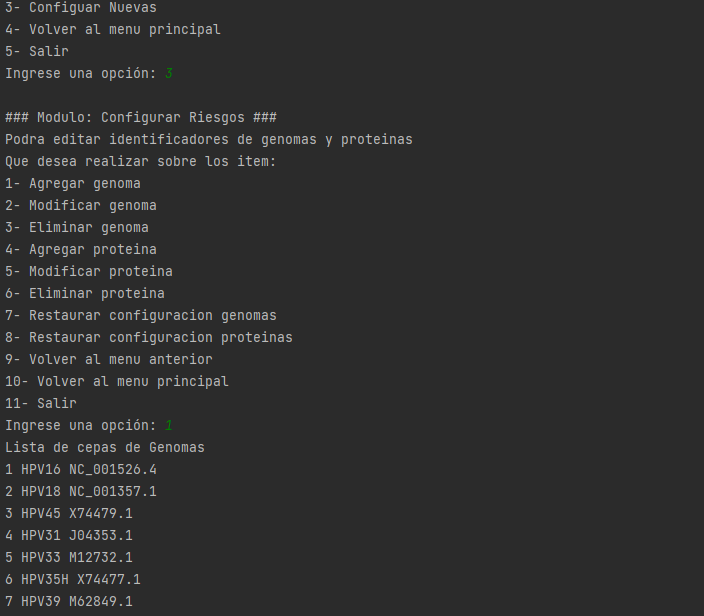 3- Configuar Nuevas
4- Volver al menu principal
5- Salir
Ingrese una opción: 3
### Modulo: Configurar Riesgos ###
Podra editar identificadores de genomas y proteinas
Que desea realizar sobre los item:
1- Agregar genoma
2- Modificar genoma
3- Eliminar genoma
4- Agregar proteina
5- Modificar proteina
6- Eliminar proteina
7- Restaurar configuracion genomas
8- Restaurar configuracion proteinas
9- Volver al menu anterior
10- Volver al menu principal
11- Salir
Ingrese una opción: 1
Lista de cepas de Genomas
1 HPV16 NC_001526.4
2 HPV18 NC_001357.1
3 HPV45 X74479.1
4 HPV31 J04353.1
5 HPV33 M12732.1
6 HPV35H X74477.1
7 HPV39 M62849.1